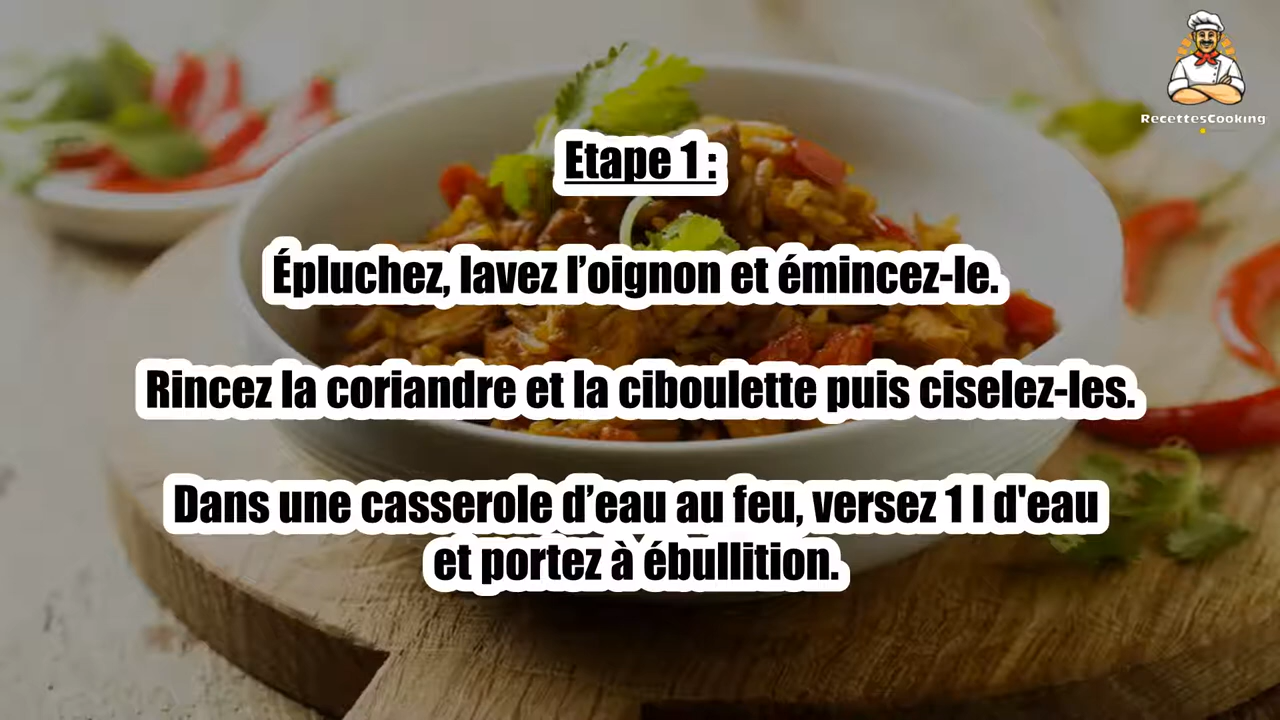 RecettesCooking
Etape 1 :
Épluchez, lavez l’oignon et émincez-le.
Rincez la coriandre et la ciboulette puis ciselez-les.
Dans une casserole d’eau au feu, versez 1 l d'eau
et portez à ébullition.